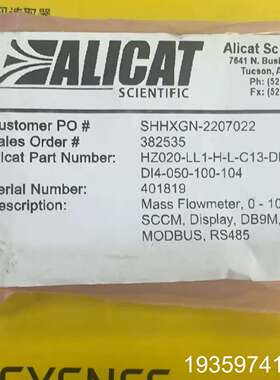 ALICAT
SCIENTIFIC
Alicat Sc
7641 N. Busi
Tucson, A
Ph: (52
Fx: (52
ustomer PO # SHHXGN-2207022
ales Order # 382535
licat Part Number: HZ020-LL1-H-L-C13-D
DI4-050-100-104
erial Number: 401819
escription: Mass Flowmeter, 0 - 10
SCCM, Display, DB9M,
MODBUS, RS485
19359741